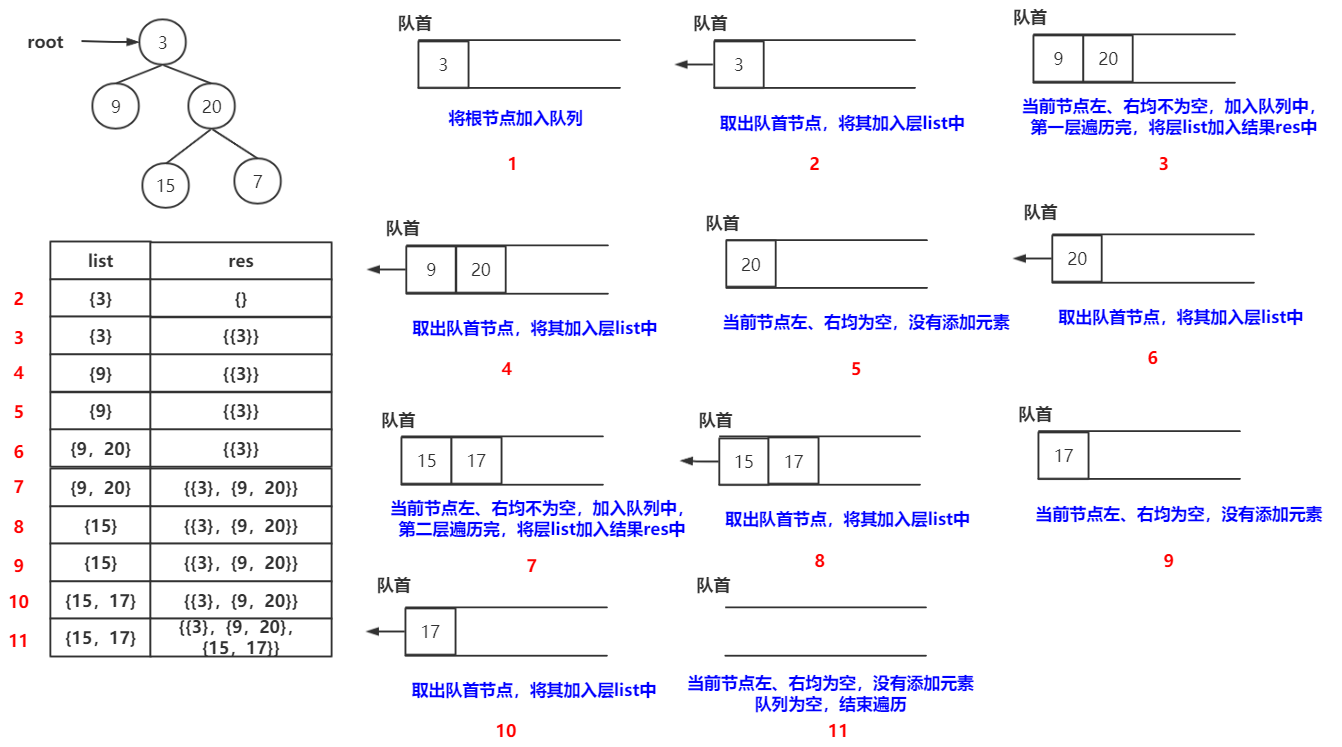 root
3
9
20
15
7
队首
3
将根节点加入队列
1
队首
3
取出队首节点，将其加入层list中
2
队首
9 20
当前节点左、右均不为空，加入队列中，
第一层遍历完，将层list加入结果res中
3
队首
9 20
取出队首节点，将其加入层list中
4
队首
20
当前节点左、右均为空，没有添加元素
5
队首
20
取出队首节点，将其加入层list中
6
队首
15 17
当前节点左、右均不为空，加入队列中，
第二层遍历完，将层list加入结果res中
7
队首
15 17
取出队首节点，将其加入层list中
8
队首
17
当前节点左、右均为空，没有添加元素
9
队首
17
取出队首节点，将其加入层list中
10
队首
当前节点左、右均为空，没有添加元素
队列为空，结束遍历
11
list res
2 {3} {}
3 {3} {{3}}
4 {9} {{3}}
5 {9} {{3}}
6 {9，20} {{3}}
7 {9，20} {{3}，{9，20}}
8 {15} {{3}，{9，20}}
9 {15} {{3}，{9，20}}
10 {15，17} {{3}，{9，20}}
11 {15，17} {{3}，{9，20}，
{15，17}}